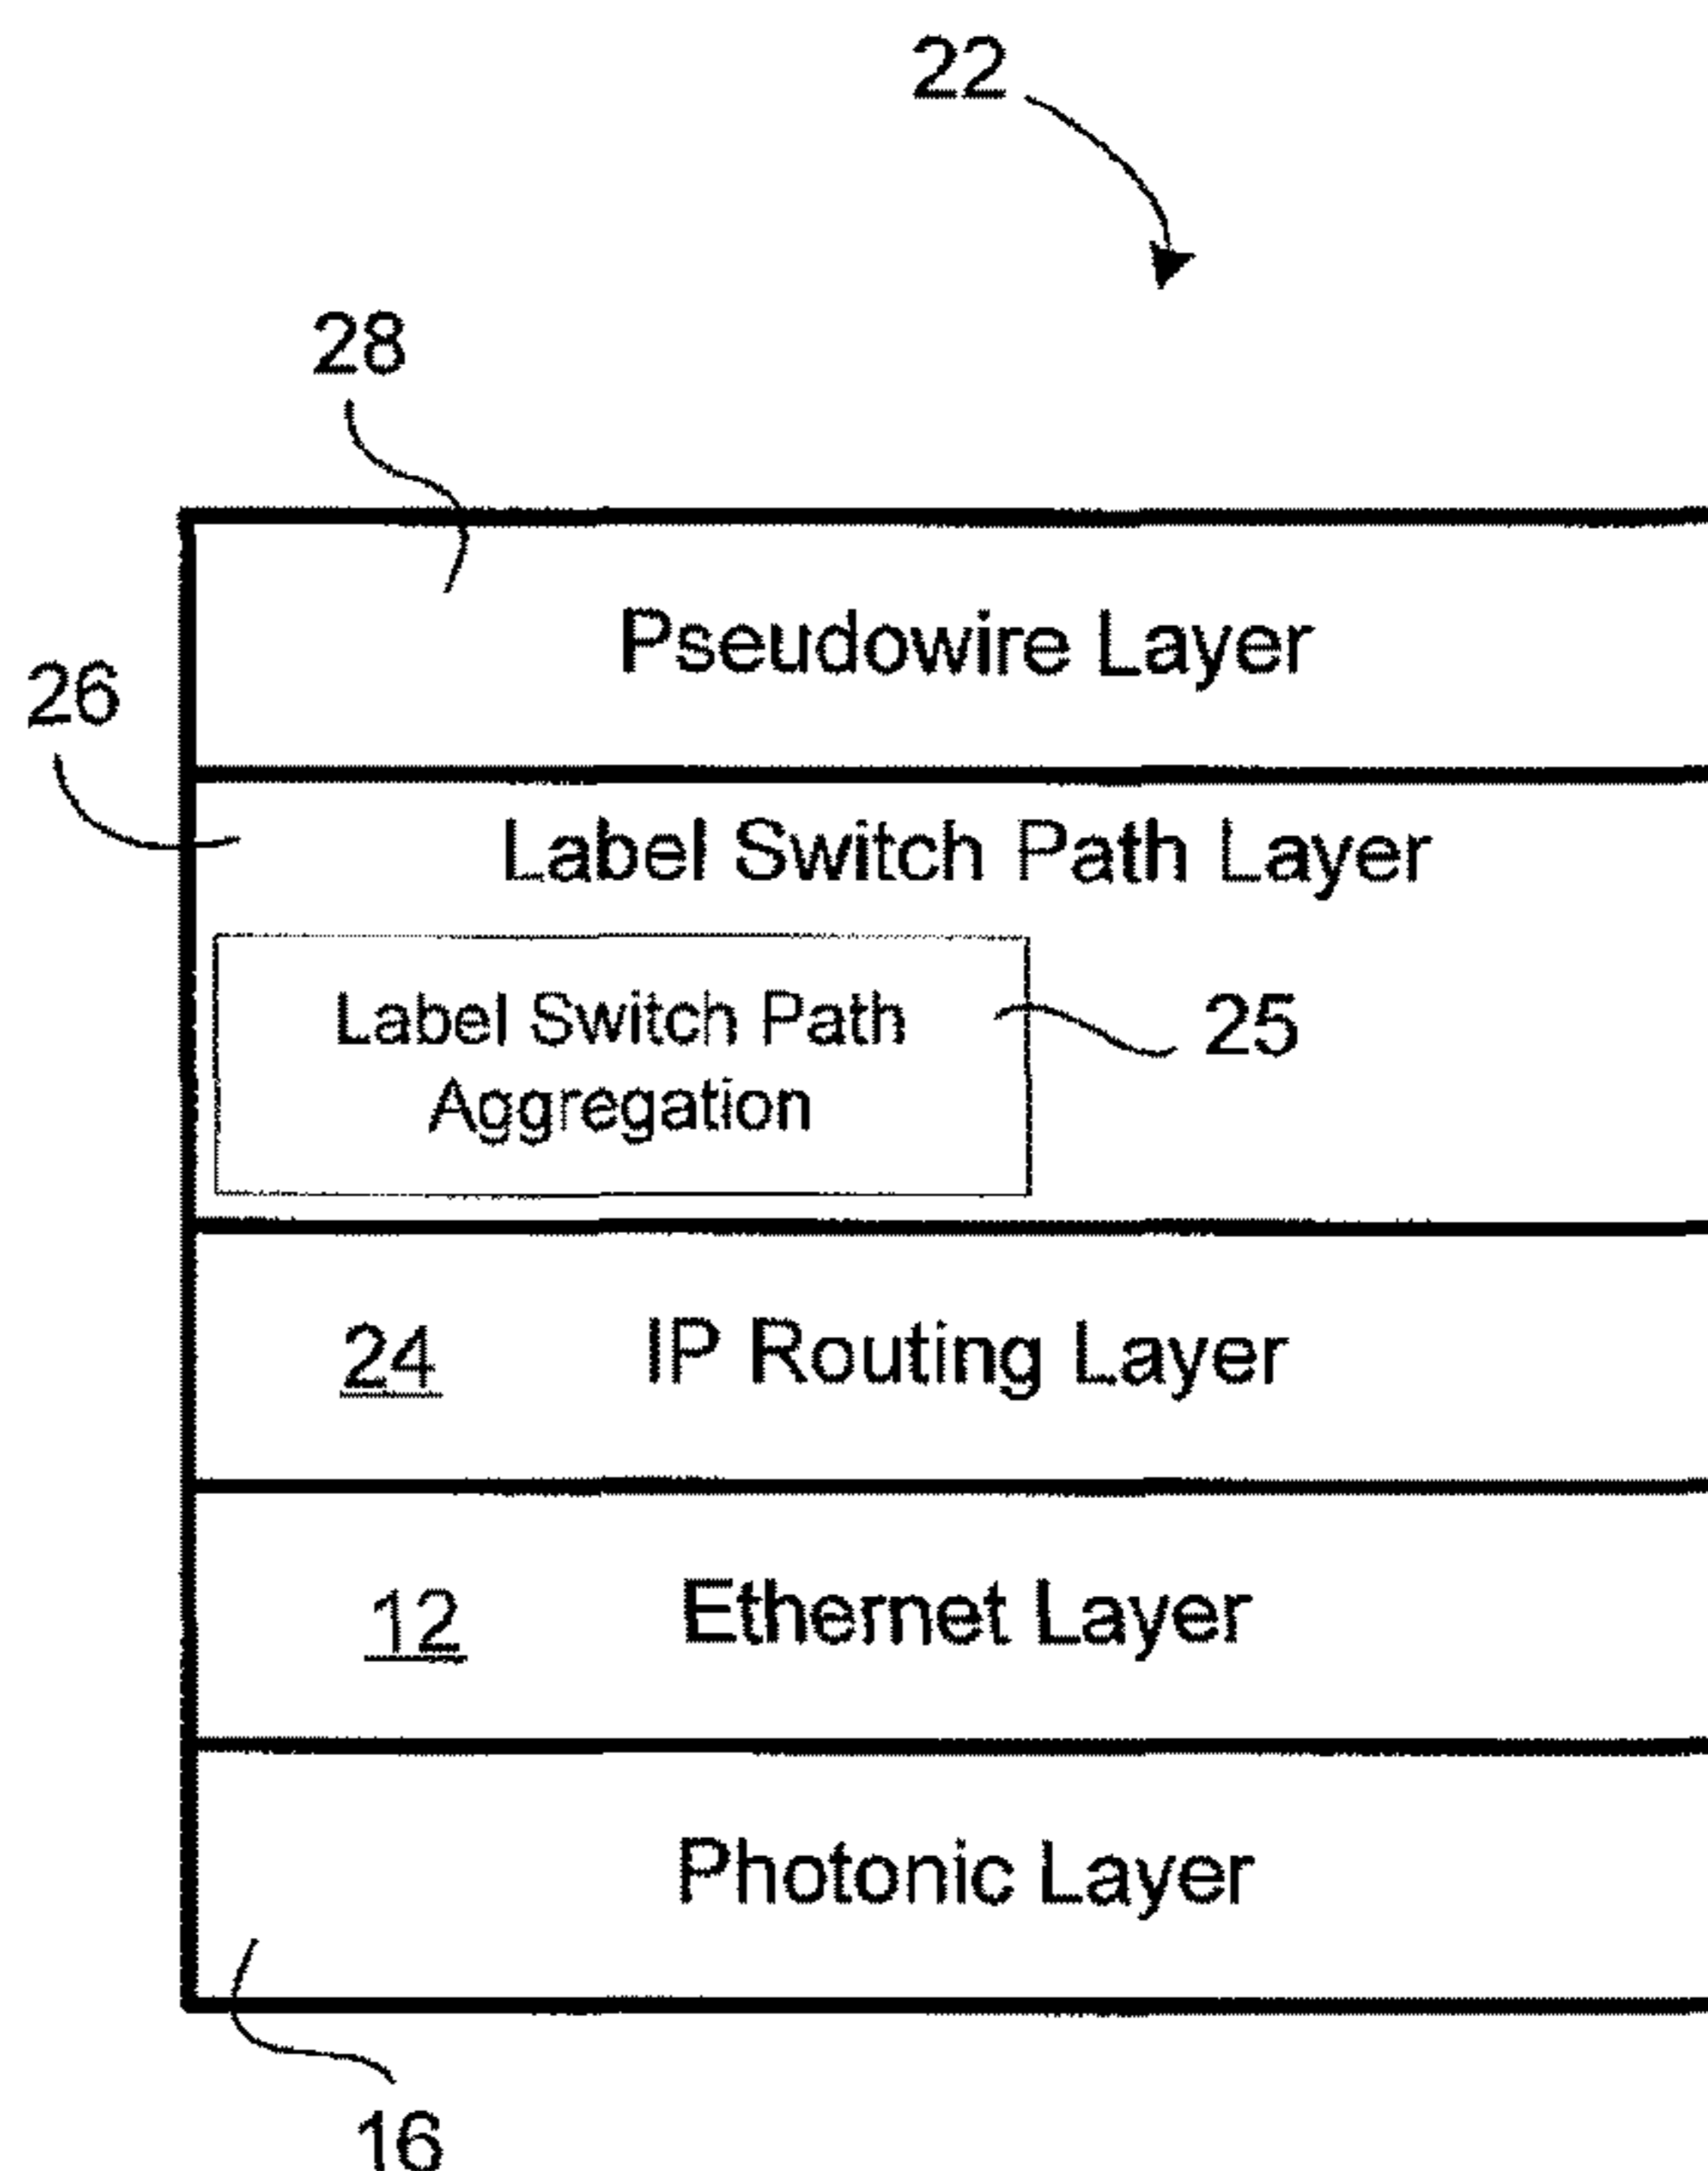 22
28
Pseudowire Layer
26
Label Switch Path Layer
Label Switch Path
Aggregation
25
24 IP Routing Layer
12 Ethernet Layer
Photonic Layer
16